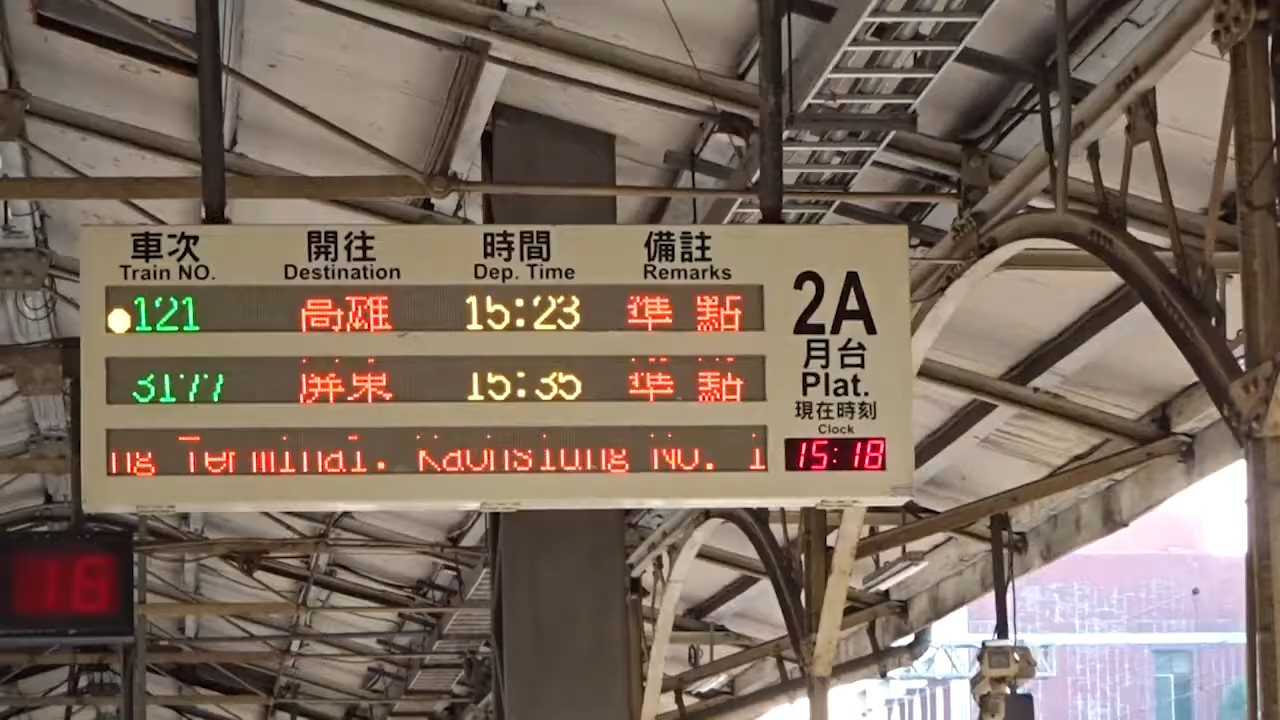 車次 開往 時間 備註
Train NO. Destination Dep. Time Remarks
121 高雄 15:23 準點
3177 屏東 15:35 準點
ng Terminal. Kaohsiung No. 1
2A
月台
Plat.
現在時刻
Clock
15:18
18